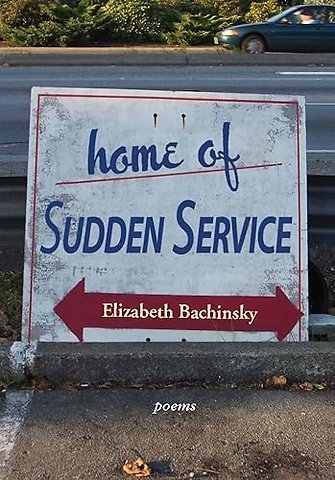 home of
SUDDEN SERVICE
Elizabeth Bachinsky
poems